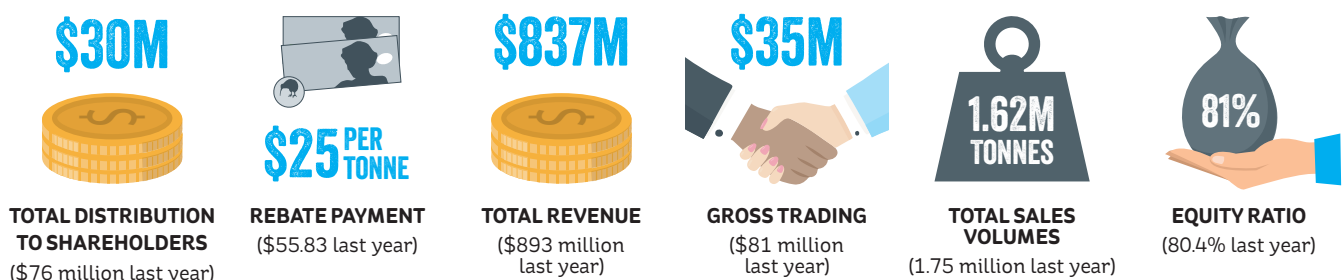 $30M
TOTAL DISTRIBUTION
TO SHAREHOLDERS
($76 million last year)
$25 PER
TONNE
REBATE PAYMENT
($55.83 last year)
$837M
TOTAL REVENUE
($893 million
last year)
$35M
GROSS TRADING
($81 million
last year)
1.62M
TONNES
TOTAL SALES
VOLUMES
(1.75 million last year)
81%
EQUITY RATIO
(80.4% last year)